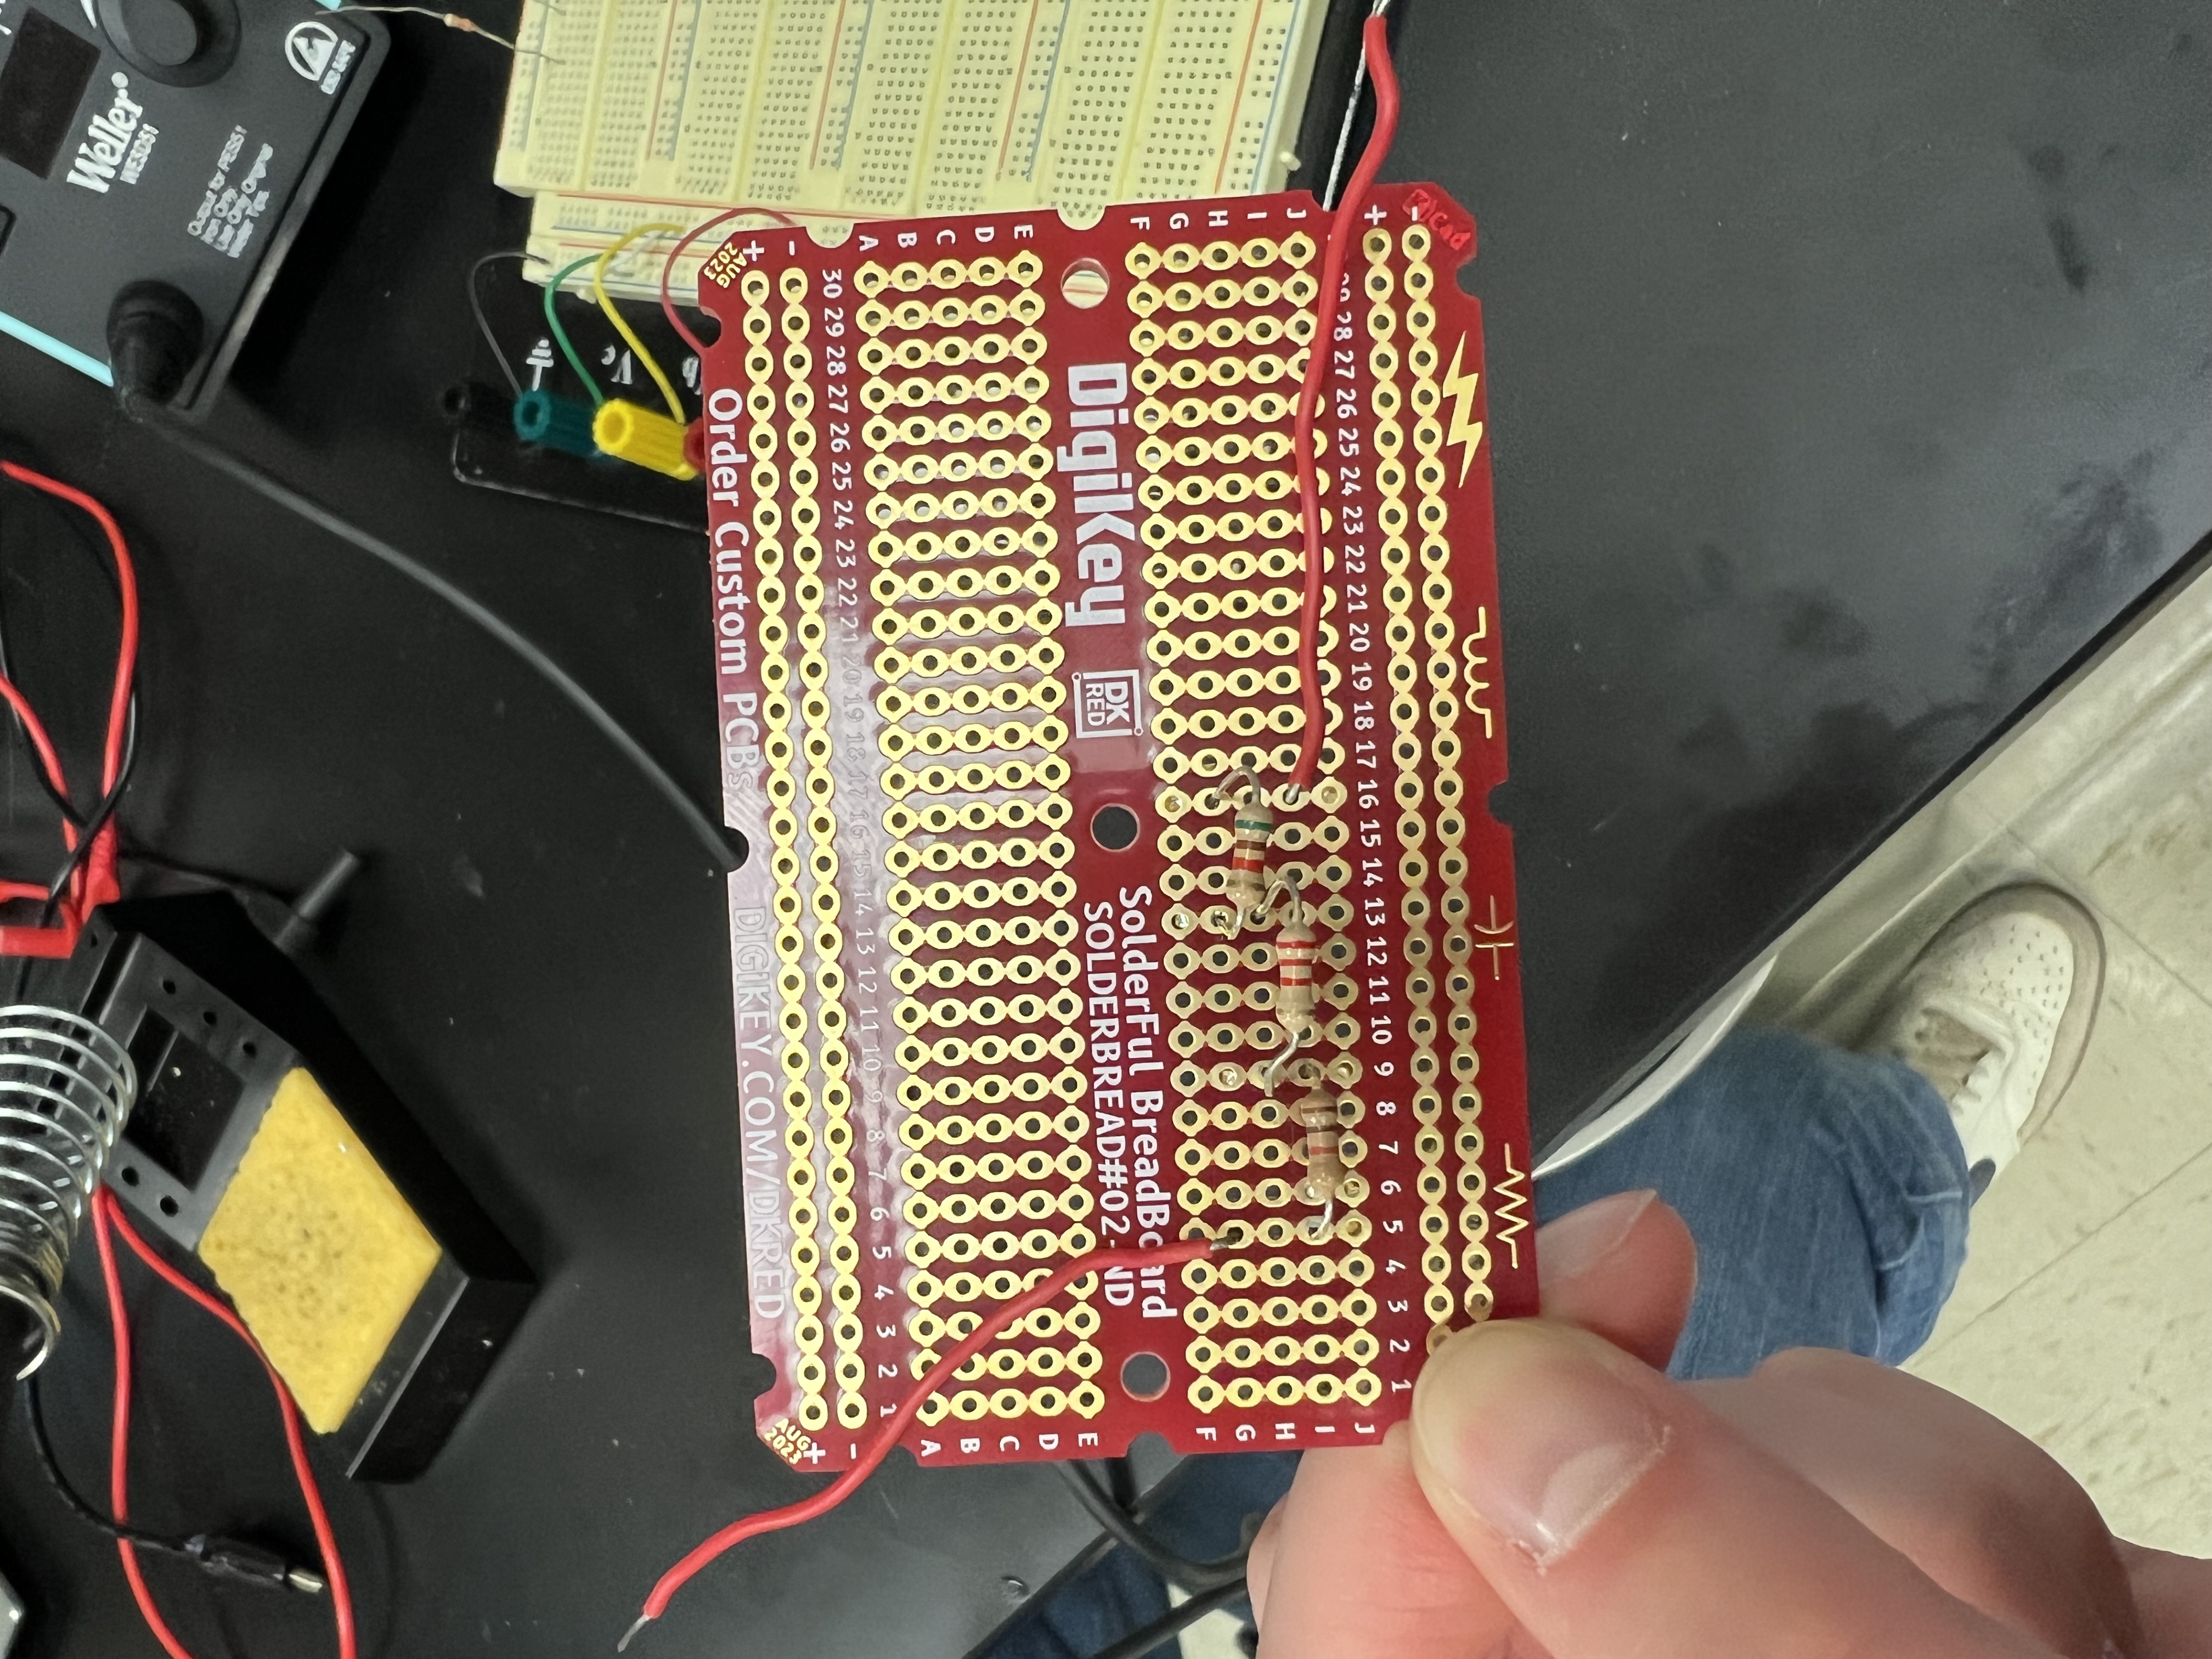 Weller®
WESD51
Output for PES51
Iron Only.
Use Only Original
Weller Tips.
AUG
2023
DIGIKEY.COM/DKRED
Order Custom PCBs
AUG
2023
+ +
- -
1 2 3 4 5 6 7 8 9 10 11 12 13 14 15 16 17 18 19 20 21 22 23 24 25 26 27 28 29 30
A A
B B
C C
D D
E E
SolderFul BreadBoard
SOLDERBREAD#02-ND
DK
RED
DigiKey
F F
G G
H H
I I
J J
1 2 3 4 5 6 7 8 9 10 11 12 13 14 15 16 17 18 19 20 21 22 23 24 25 26 27 28
+
-